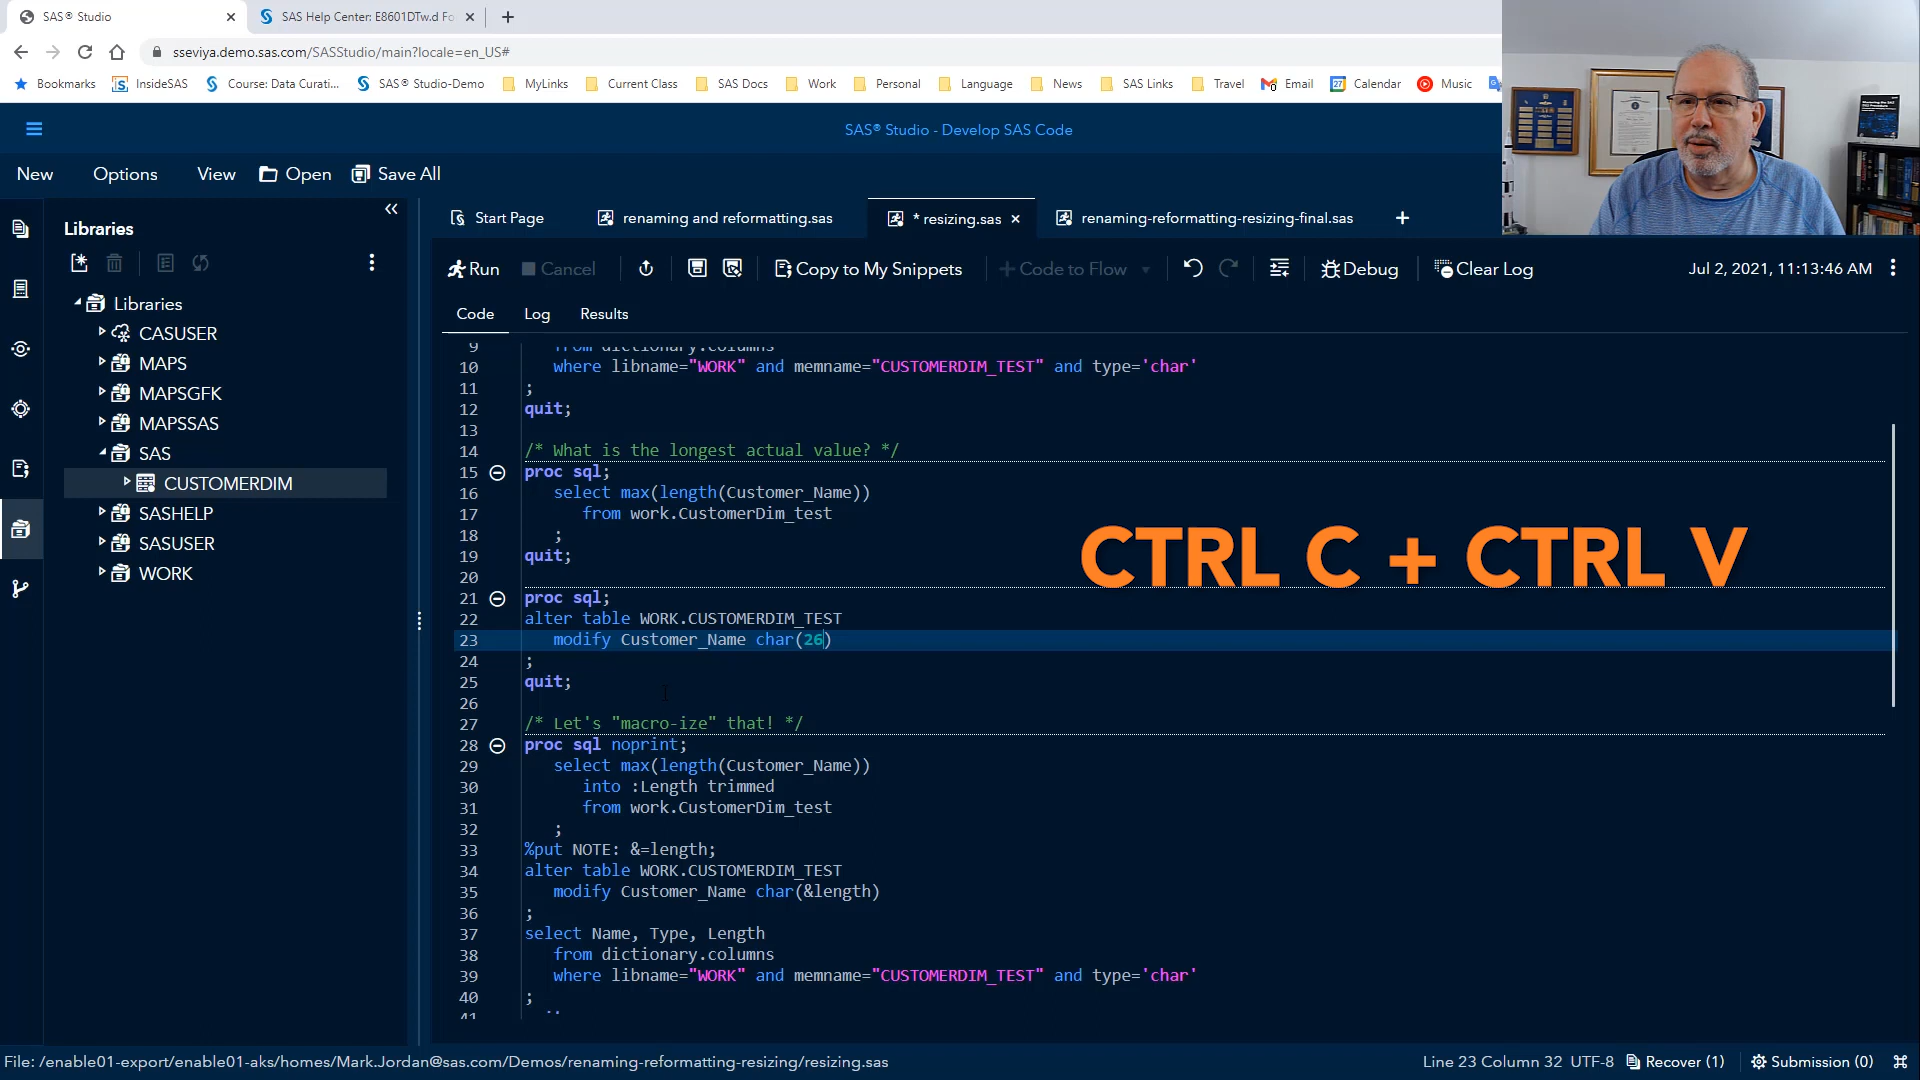 SAS® Studio
SAS Help Center: E8601DTw.d Fo
sseviya.demo.sas.com/SASStudio/main?locale=en_US#
Bookmarks InsideSAS Course: Data Curati... SAS® Studio-Demo MyLinks Current Class SAS Docs Work Personal Language News SAS Links Travel Email Calendar Music
SAS® Studio - Develop SAS Code
New Options View Open Save All
Libraries
Libraries
CASUSER
MAPS
MAPSGFK
MAPSSAS
SAS
CUSTOMERDIM
SASHELP
SASUSER
WORK
Start Page renaming and reformatting.sas * resizing.sas renaming-reformatting-resizing-final.sas
Run Cancel Copy to My Snippets Code to Flow Debug Clear Log Jul 2, 2021, 11:13:46 AM
Code Log Results
9 from dictionary.columns
10 where libname="WORK" and memname="CUSTOMERDIM_TEST" and type='char'
11 ;
12 quit;
13
14 /* What is the longest actual value? */
15 proc sql;
16 select max(length(Customer_Name))
17 from work.CustomerDim_test
18 ;
19 quit;
20
21 proc sql;
22 alter table WORK.CUSTOMERDIM_TEST
23 modify Customer_Name char(26)
24 ;
25 quit;
26
27 /* Let's "macro-ize" that! */
28 proc sql noprint;
29 select max(length(Customer_Name))
30 into :Length trimmed
31 from work.CustomerDim_test
32 ;
33 %put NOTE: &=length;
34 alter table WORK.CUSTOMERDIM_TEST
35 modify Customer_Name char(&length)
36 ;
37 select Name, Type, Length
38 from dictionary.columns
39 where libname="WORK" and memname="CUSTOMERDIM_TEST" and type='char'
40 ;
41
CTRL C + CTRL V
File: /enable01-export/enable01-aks/homes/Mark.Jordan@sas.com/Demos/renaming-reformatting-resizing/resizing.sas
Line 23 Column 32 UTF-8 Recover (1) Submission (0)